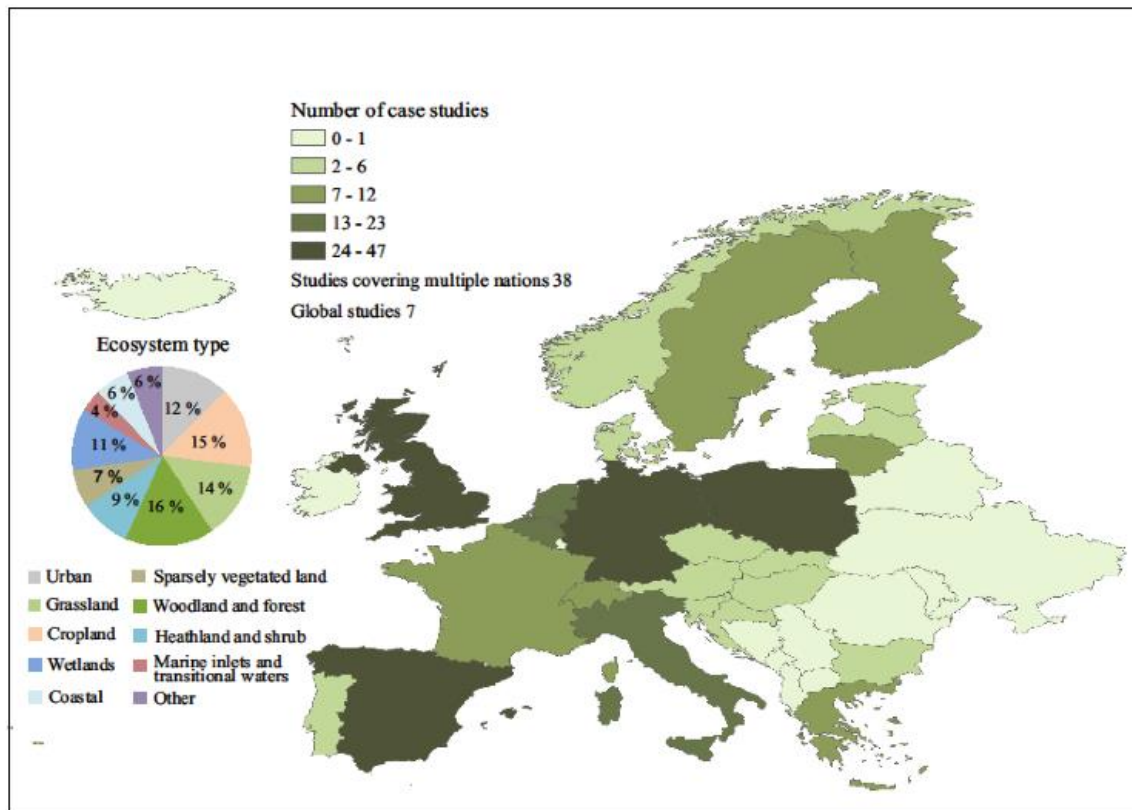 Number of case studies
0 - 1
2 - 6
7 - 12
13 - 23
24 - 47
Studies covering multiple nations 38
Global studies 7
Ecosystem type
6 %
6 %
12 %
4 %
15 %
11 %
7 %
14 %
9 %
16 %
Urban
Sparsely vegetated land
Grassland
Woodland and forest
Cropland
Heathland and shrub
Wetlands
Marine inlets and
transitional waters
Coastal
Other